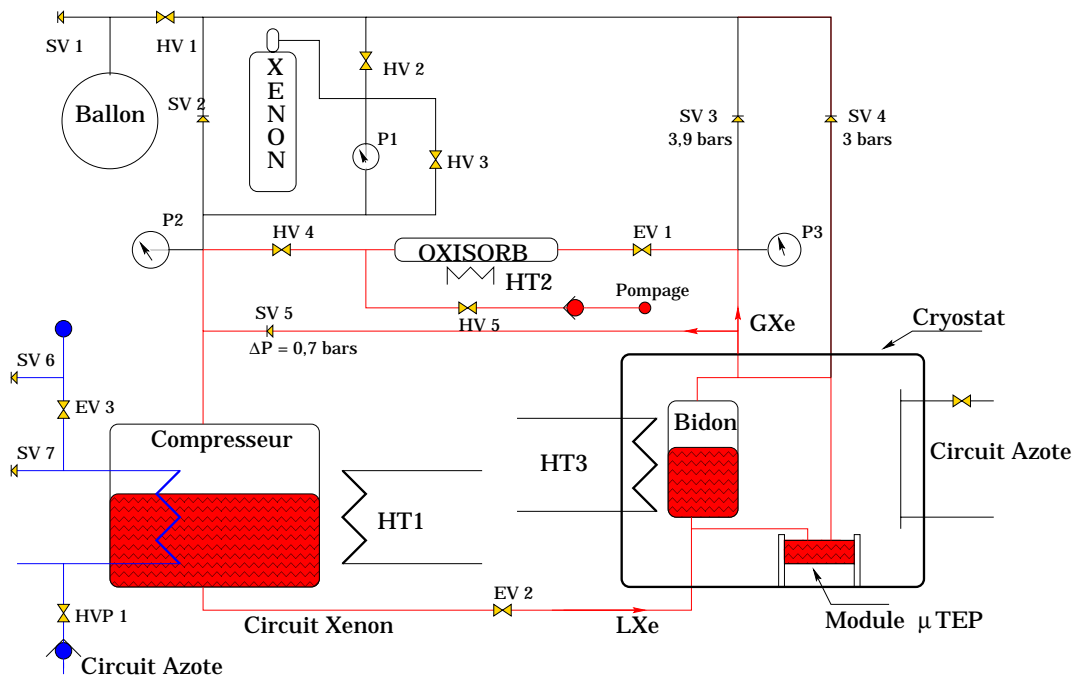 SV 1
HV 1
Ballon
SV 2
XENON
HV 2
P1
HV 3
SV 3
3,9 bars
SV 4
3 bars
P2
HV 4
OXISORB
EV 1
P3
HT2
HV 5
Pompage
SV 5
ΔP = 0,7 bars
GXe
Cryostat
SV 6
EV 3
SV 7
Compresseur
HT1
HT3
Bidon
Circuit Azote
HVP 1
Circuit Azote
Circuit Xenon
EV 2
LXe
Module μ TEP